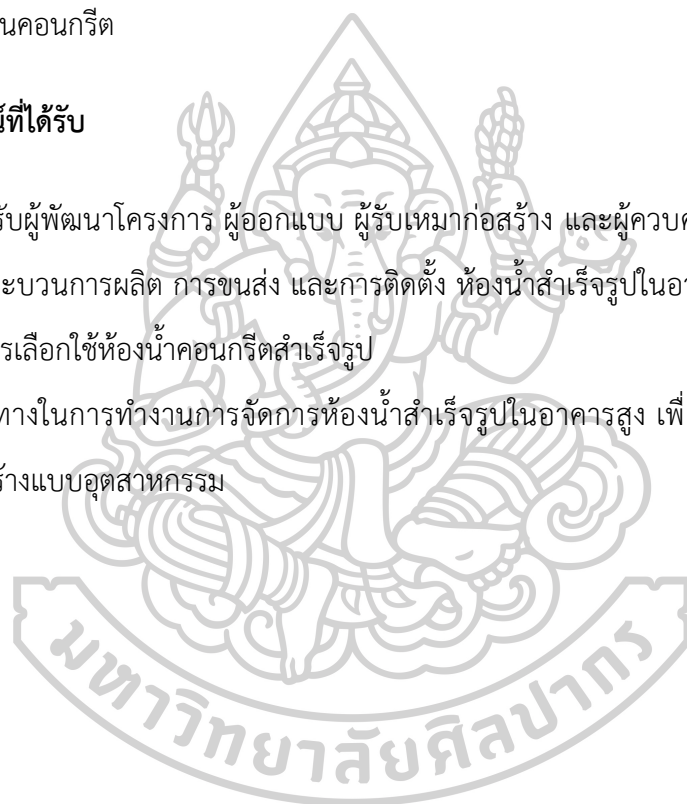 นคอนกรีต
์ที่ได้รับ
รับผู้พัฒนาโครงการ ผู้ออกแบบ ผู้รับเหมาก่อสร้าง และผู้ควบค
ะบวนการผลิต การขนส่ง และการติดตั้ง ห้องน้ำสำเร็จรูปในอา
รเลือกใช้ห้องน้ำคอนกรีตสำเร็จรูป
ทางในการทำงานการจัดการห้องน้ำสำเร็จรูปในอาคารสูง เพื่
ร้างแบบอุตสาหกรรม
มหาวิทยาลัยศิลปากร